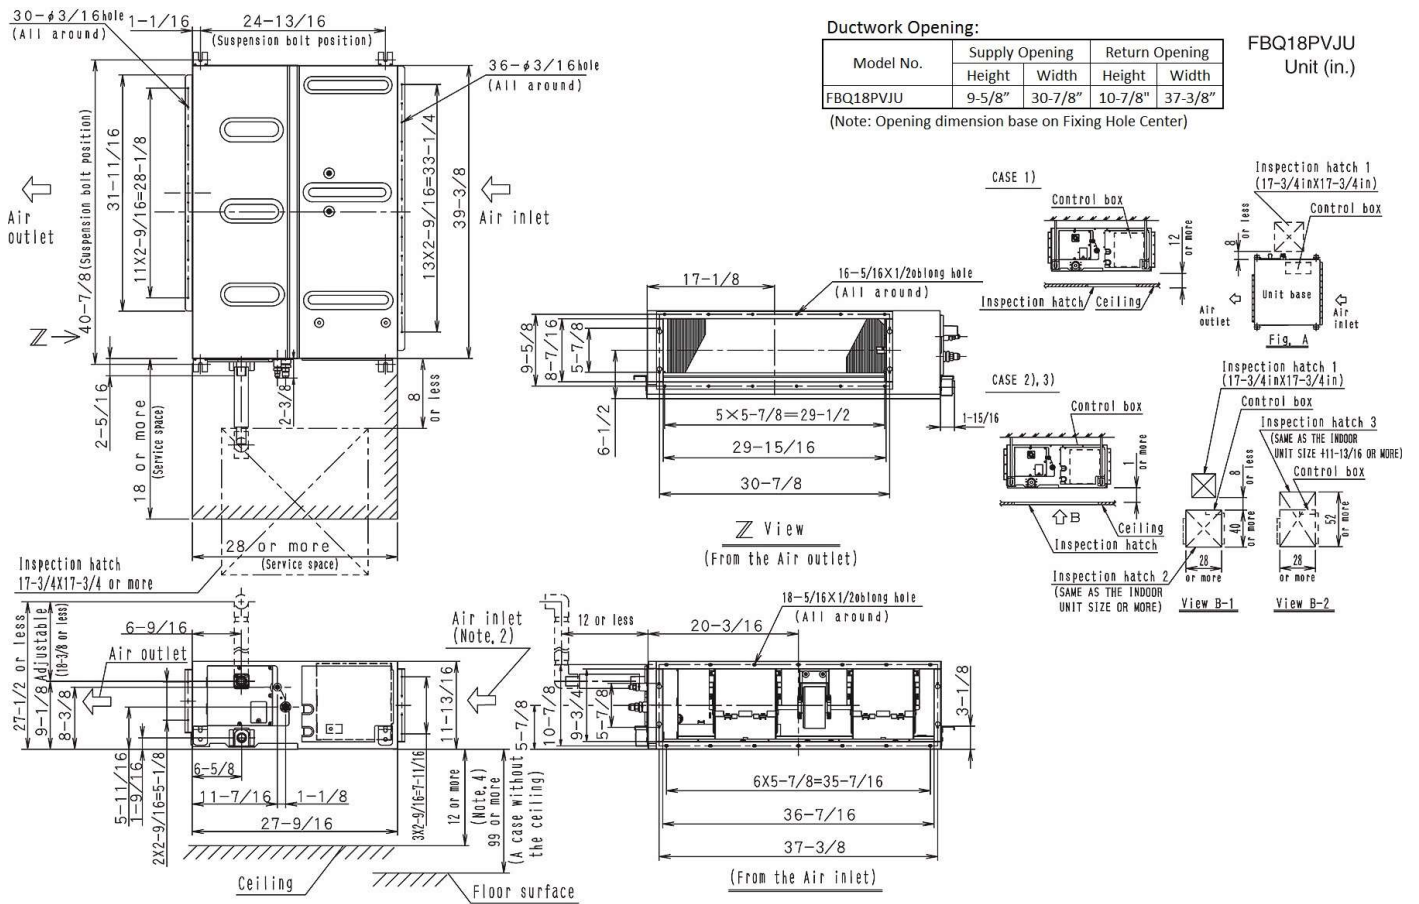 30-ϕ3/16hole
(All around)
1-1/16
24-13/16
(Suspension bolt position)
36-ϕ3/16hole
(All around)
Air
outlet
Air inlet
40-7/8(Suspension bolt position)
31-11/16
11X2-9/16=28-1/8
13X2-9/16=33-1/4
39-3/8
Z
2-5/16
18 or more
(Service space)
2-3/8
8
or less
28 or more
(Service space)
Inspection hatch
17-3/4X17-3/4 or more
Ductwork Opening:
Model No.
Supply Opening
Return Opening
Height
Width
Height
Width
FBQ18PVJU
9-5/8"
30-7/8"
10-7/8"
37-3/8"
(Note: Opening dimension base on Fixing Hole Center)
FBQ18PVJU
Unit (in.)
17-1/8
16-5/16X1/2oblong hole
(All around)
9-5/8
8-7/16
5-7/8
6-1/2
5×5-7/8=29-1/2
1-15/16
29-15/16
30-7/8
Z View
(From the Air outlet)
CASE 1)
Control box
12
or more
Inspection hatch
Ceiling
Inspection hatch 1
(17-3/4inX17-3/4in)
Control box
8
or less
Unit base
Air
outlet
Air
inlet
Fig. A
CASE 2),3)
Control box
1
or more
B
Ceiling
Inspection hatch
Inspection hatch 1
(17-3/4inX17-3/4in)
Control box
Inspection hatch 3
(SAME AS THE INDOOR
UNIT SIZE +11-13/16 OR MORE)
Control box
8
or less
40
or more
52
or more
28
or more
28
or more
Inspection hatch 2
(SAME AS THE INDOOR
UNIT SIZE OR MORE)
View B-1
View B-2
27-1/2 or less
Adjustable
(18-3/8 or less)
9-1/8
8-3/8
6-9/16
Air outlet
Air inlet
(Note. 2)
11-13/16
5-11/16
1-9/16
2X2-9/16=5-1/8
6-5/8
11-7/16
1-1/8
27-9/16
3X2-9/16=7-11/16
12 or more
(Note. 4)
99 or more
(A case without
the ceiling)
Ceiling
Floor surface
12 or less
20-3/16
18-5/16X1/2oblong hole
(All around)
5-7/8
10-7/8
9-3/4
5-7/8
3-1/8
6X5-7/8=35-7/16
36-7/16
37-3/8
(From the Air inlet)